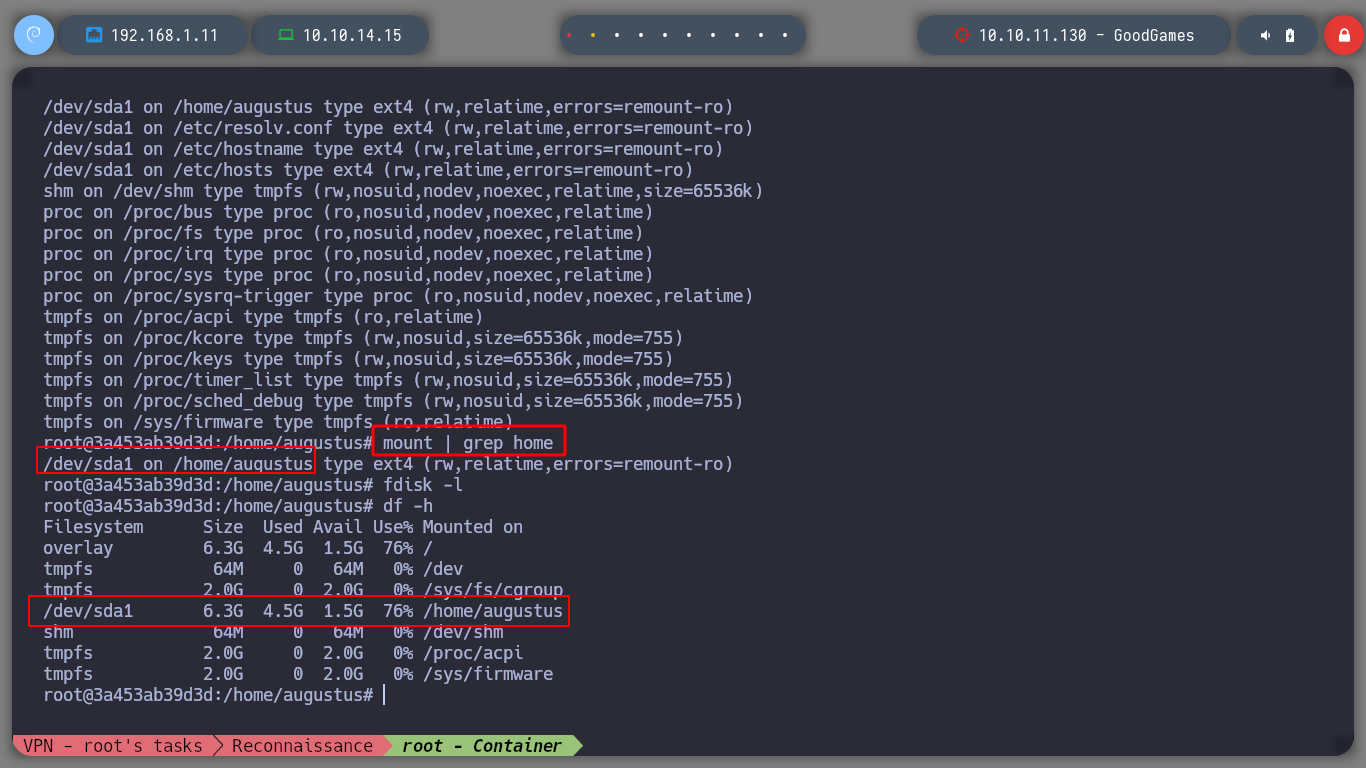 192.168.1.11
10.10.14.15
10.10.11.130 - GoodGames
/dev/sda1 on /home/augustus type ext4 (rw,relatime,errors=remount-ro)
/dev/sda1 on /etc/resolv.conf type ext4 (rw,relatime,errors=remount-ro)
/dev/sda1 on /etc/hostname type ext4 (rw,relatime,errors=remount-ro)
/dev/sda1 on /etc/hosts type ext4 (rw,relatime,errors=remount-ro)
shm on /dev/shm type tmpfs (rw,nosuid,nodev,noexec,relatime,size=65536k)
proc on /proc/bus type proc (ro,nosuid,nodev,noexec,relatime)
proc on /proc/fs type proc (ro,nosuid,nodev,noexec,relatime)
proc on /proc/irq type proc (ro,nosuid,nodev,noexec,relatime)
proc on /proc/sys type proc (ro,nosuid,nodev,noexec,relatime)
proc on /proc/sysrq-trigger type proc (ro,nosuid,nodev,noexec,relatime)
tmpfs on /proc/acpi type tmpfs (ro,relatime)
tmpfs on /proc/kcore type tmpfs (rw,nosuid,size=65536k,mode=755)
tmpfs on /proc/keys type tmpfs (rw,nosuid,size=65536k,mode=755)
tmpfs on /proc/timer_list type tmpfs (rw,nosuid,size=65536k,mode=755)
tmpfs on /proc/sched_debug type tmpfs (rw,nosuid,size=65536k,mode=755)
tmpfs on /sys/firmware type tmpfs (ro,relatime)
root@3a453ab39d3d:/home/augustus# mount | grep home
/dev/sda1 on /home/augustus type ext4 (rw,relatime,errors=remount-ro)
root@3a453ab39d3d:/home/augustus# fdisk -l
root@3a453ab39d3d:/home/augustus# df -h
Filesystem      Size  Used Avail Use% Mounted on
overlay         6.3G  4.5G  1.5G  76% /
tmpfs            64M     0   64M   0% /dev
tmpfs           2.0G     0  2.0G   0% /sys/fs/cgroup
/dev/sda1       6.3G  4.5G  1.5G  76% /home/augustus
shm              64M     0   64M   0% /dev/shm
tmpfs           2.0G     0  2.0G   0% /proc/acpi
tmpfs           2.0G     0  2.0G   0% /sys/firmware
root@3a453ab39d3d:/home/augustus#
VPN - root's tasks
Reconnaissance
root - Container